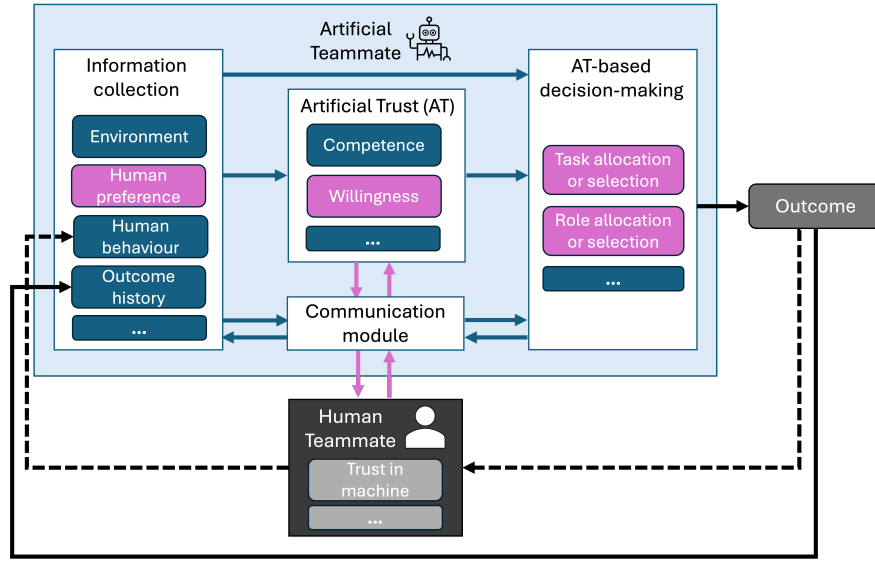 Artificial
Teammate
Information
collection
Environment
Human
preference
Human
behaviour
Outcome
history
...
Artificial Trust (AT)
Competence
Willingness
...
Communication
module
AT-based
decision-making
Task allocation
or selection
Role allocation
or selection
...
Outcome
Human
Teammate
Trust in
machine
...